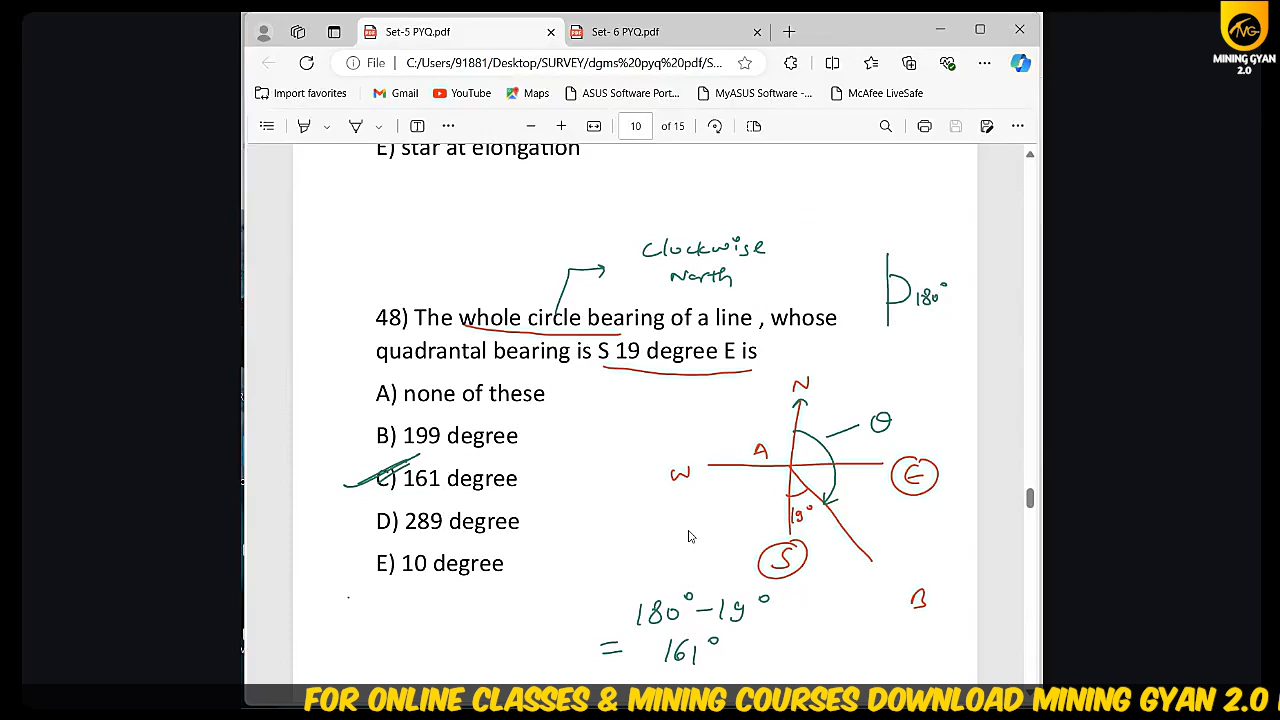 Set-5 PYQ.pdf
Set- 6 PYQ.pdf
MINING GYAN
2.0
File
C:/Users/91881/Desktop/SURVEY/dgms%20pyq%20pdf/S...
Import favorites
Gmail
YouTube
Maps
ASUS Software Port...
MyASUS Software -...
McAfee LiveSafe
10 of 15
E) star at elongation
Clockwise
North
180°
48) The whole circle bearing of a line , whose
quadrantal bearing is S 19 degree E is
A) none of these
B) 199 degree
C) 161 degree
D) 289 degree
E) 10 degree
N
θ
A
W
E
19°
S
B
180° - 19°
= 161°
FOR ONLINE CLASSES & MINING COURSES DOWNLOAD MINING GYAN 2.0